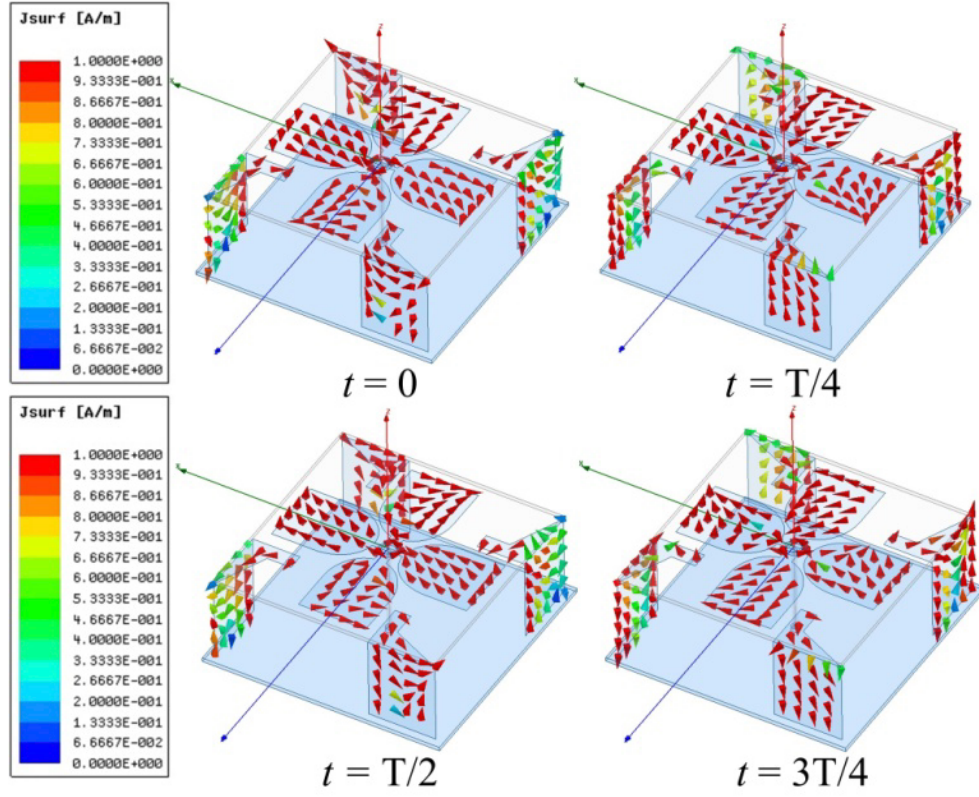 Jsurf [A/m]
1.0000E+000
9.3333E-001
8.6667E-001
8.0000E-001
7.3333E-001
6.6667E-001
6.0000E-001
5.3333E-001
4.6667E-001
4.0000E-001
3.3333E-001
2.6667E-001
2.0000E-001
1.3333E-001
6.6667E-002
0.0000E+000
z
z
t = 0
t = T/4
Jsurf [A/m]
1.0000E+000
9.3333E-001
8.6667E-001
8.0000E-001
7.3333E-001
6.6667E-001
6.0000E-001
5.3333E-001
4.6667E-001
4.0000E-001
3.3333E-001
2.6667E-001
2.0000E-001
1.3333E-001
6.6667E-002
0.0000E+000
z
z
t = T/2
t = 3T/4